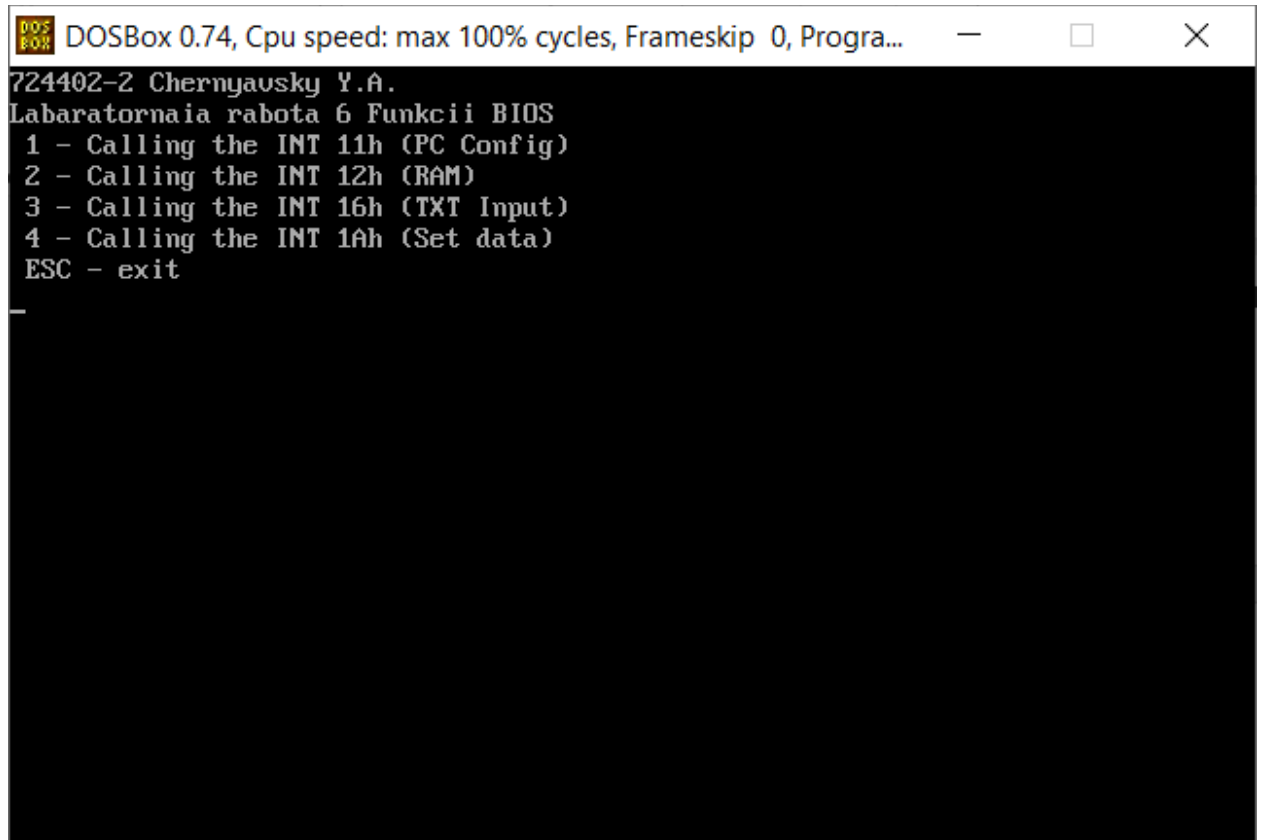 DOS BOX DOSBox 0.74, Cpu speed: max 100% cycles, Frameskip 0, Progra...
724402-2 Chernyavsky Y.A.
Labaratornaia rabota 6 Funkcii BIOS
1 - Calling the INT 11h (PC Config)
2 - Calling the INT 12h (RAM)
3 - Calling the INT 16h (TXT Input)
4 - Calling the INT 1Ah (Set data)
ESC - exit